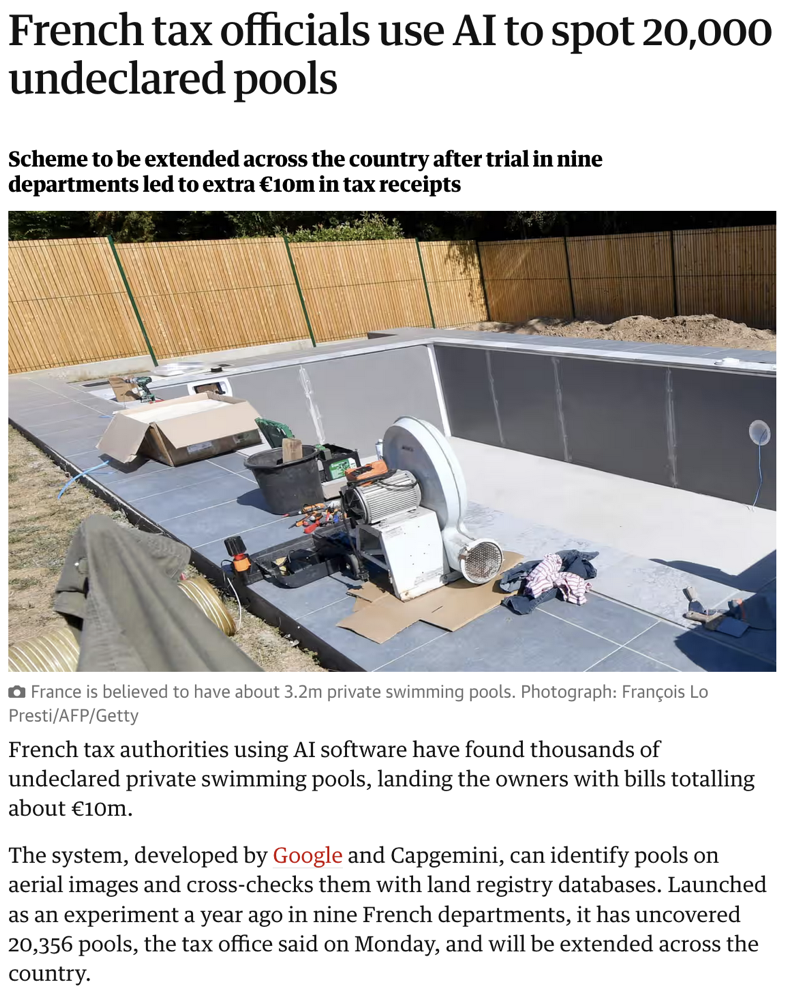 French tax officials use AI to spot 20,000
undeclared pools
Scheme to be extended across the country after trial in nine
departments led to extra €10m in tax receipts
France is believed to have about 3.2m private swimming pools. Photograph: François Lo
Presti/AFP/Getty
French tax authorities using AI software have found thousands of
undeclared private swimming pools, landing the owners with bills totalling
about €10m.
The system, developed by Google and Capgemini, can identify pools on
aerial images and cross-checks them with land registry databases. Launched
as an experiment a year ago in nine French departments, it has uncovered
20,356 pools, the tax office said on Monday, and will be extended across the
country.